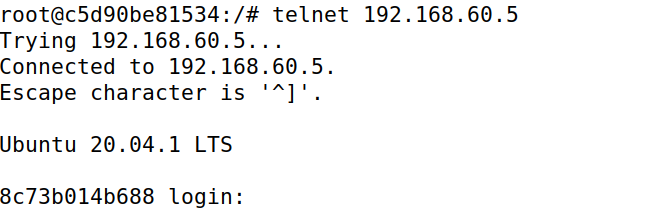 root@c5d90be81534:/# telnet 192.168.60.5
Trying 192.168.60.5...
Connected to 192.168.60.5.
Escape character is '^]'.
Ubuntu 20.04.1 LTS
8c73b014b688 login: